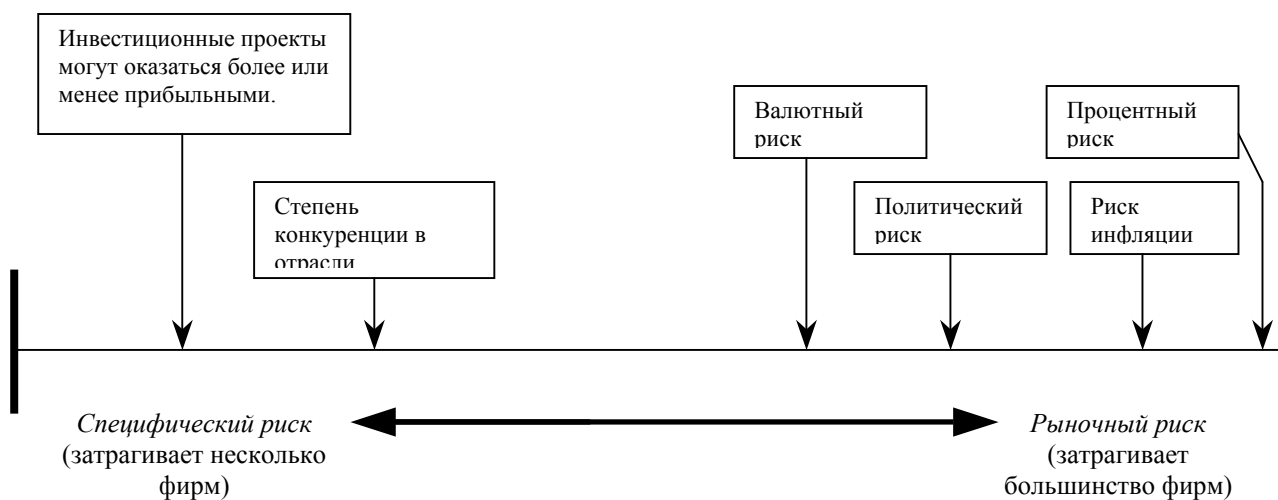 Инвестиционные проекты
могут оказаться более или
менее прибыльными.
Валютный
риск
Процентный
риск
Степень
конкуренции в
отрасли
Политический
риск
Риск
инфляции
Специфический риск
(затрагивает несколько
фирм)
Рыночный риск
(затрагивает
большинство фирм)